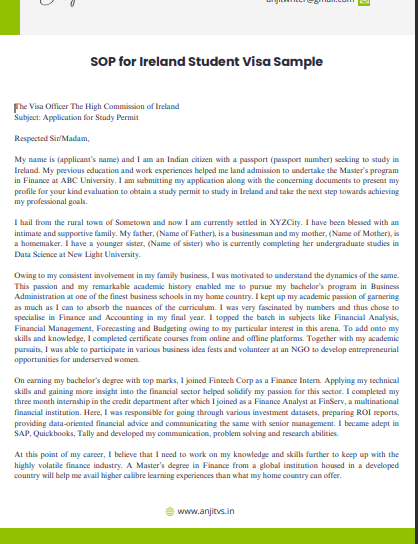 anjitwriter@gmail.com
SOP for Ireland Student Visa Sample
The Visa Officer The High Commission of Ireland
Subject: Application for Study Permit
Respected Sir/Madam,
My name is (applicant's name) and I am an Indian citizen with a passport (passport number) seeking to study in
Ireland. My previous education and work experiences helped me land admission to undertake the Master's program
in Finance at ABC University. I am submitting my application along with the concerning documents to present my
profile for your kind evaluation to obtain a study permit to study in Ireland and take the next step towards achieving
my professional goals.
I hail from the rural town of Sometown and now I am currently settled in XYZCity. I have been blessed with an
intimate and supportive family. My father, (Name of Father), is a businessman and my mother, (Name of Mother), is
a homemaker. I have a younger sister, (Name of sister) who is currently completing her undergraduate studies in
Data Science at New Light University.
Owing to my consistent involvement in my family business, I was motivated to understand the dynamics of the same.
This passion and my remarkable academic history enabled me to pursue my bachelor's program in Business
Administration at one of the finest business schools in my home country. I kept up my academic passion of garnering
as much as I can to absorb the nuances of the curriculum. I was very fascinated by numbers and thus chose to
specialise in Finance and Accounting in my final year. I topped the batch in subjects like Financial Analysis,
Financial Management, Forecasting and Budgeting owing to my particular interest in this arena. To add onto my
skills and knowledge, I completed certificate courses from online and offline platforms. Together with my academic
pursuits, I was able to participate in various business idea fests and volunteer at an NGO to develop entrepreneurial
opportunities for underserved women.
On earning my bachelor's degree with top marks, I joined Fintech Corp as a Finance Intern. Applying my technical
skills and gaining more insight into the financial sector helped solidify my passion for this sector. I completed my
three month internship in the credit department after which I joined as a Finance Analyst at FinServ, a multinational
financial institution. Here, I was responsible for going through various investment datasets, preparing ROI reports,
providing data-oriented financial advice and communicating the same with senior management. I became adept in
SAP, Quickbooks, Tally and developed my communication, problem solving and research abilities.
At this point of my career, I believe that I need to work on my knowledge and skills further to keep up with the
highly volatile finance industry. A Master's degree in Finance from a global institution housed in a developed
country will help me avail higher calibre learning experiences than what my home country can offer.
www.anjitvs.in